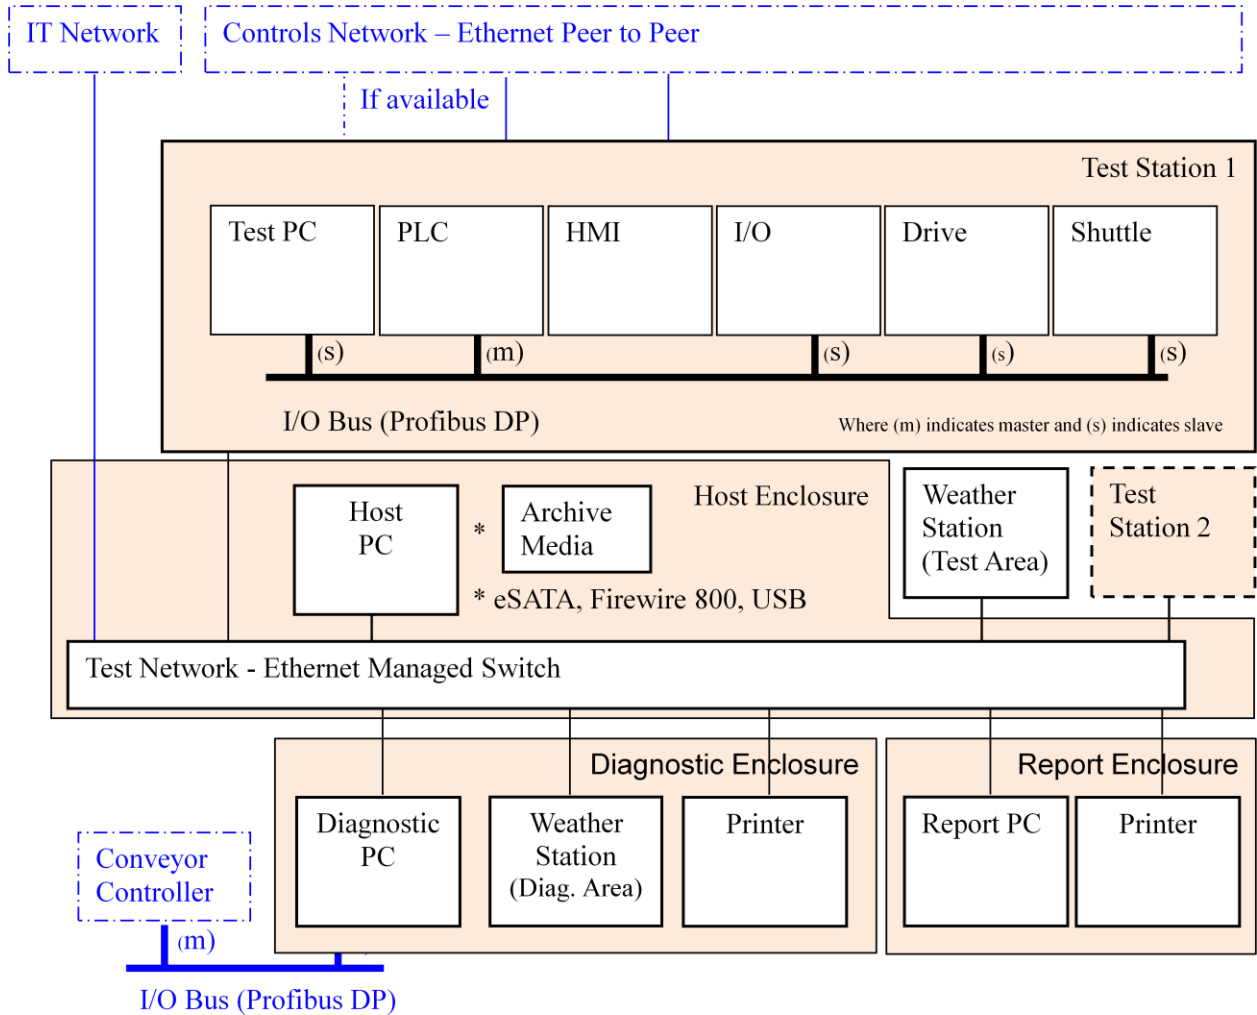 IT Network
Controls Network – Ethernet Peer to Peer
If available
Test Station 1
Test PC
PLC
HMI
I/O
Drive
Shuttle
(s)
(m)
(s)
(s)
(s)
I/O Bus (Profibus DP)
Where (m) indicates master and (s) indicates slave
Host Enclosure
Host
PC
*
Archive
Media
* eSATA, Firewire 800, USB
Weather
Station
(Test Area)
Test
Station 2
Test Network - Ethernet Managed Switch
Diagnostic Enclosure
Report Enclosure
Diagnostic
PC
Weather
Station
(Diag. Area)
Printer
Report PC
Printer
Conveyor
Controller
(m)
I/O Bus (Profibus DP)